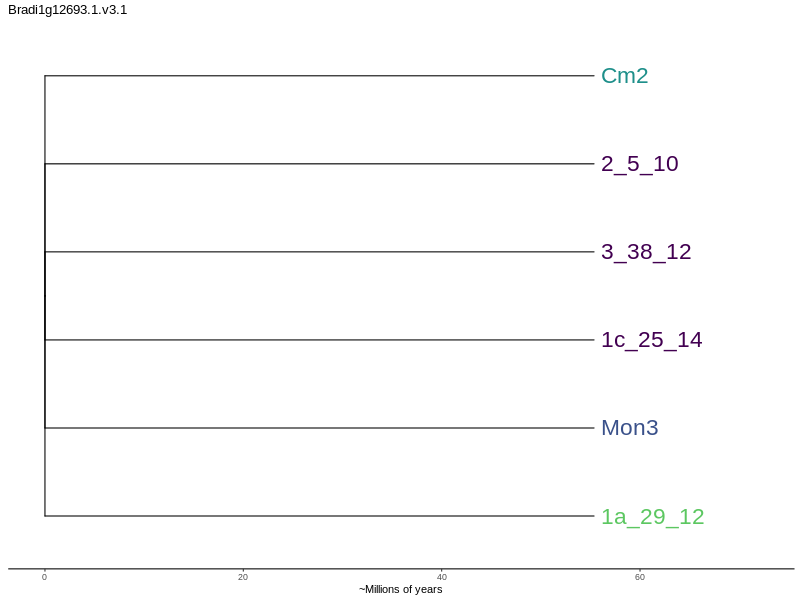 Bradi1g12693.1.v3.1
Cm2
2_5_10
3_38_12
1c_25_14
Mon3
1a_29_12
0 20 40 60
~Millions of years